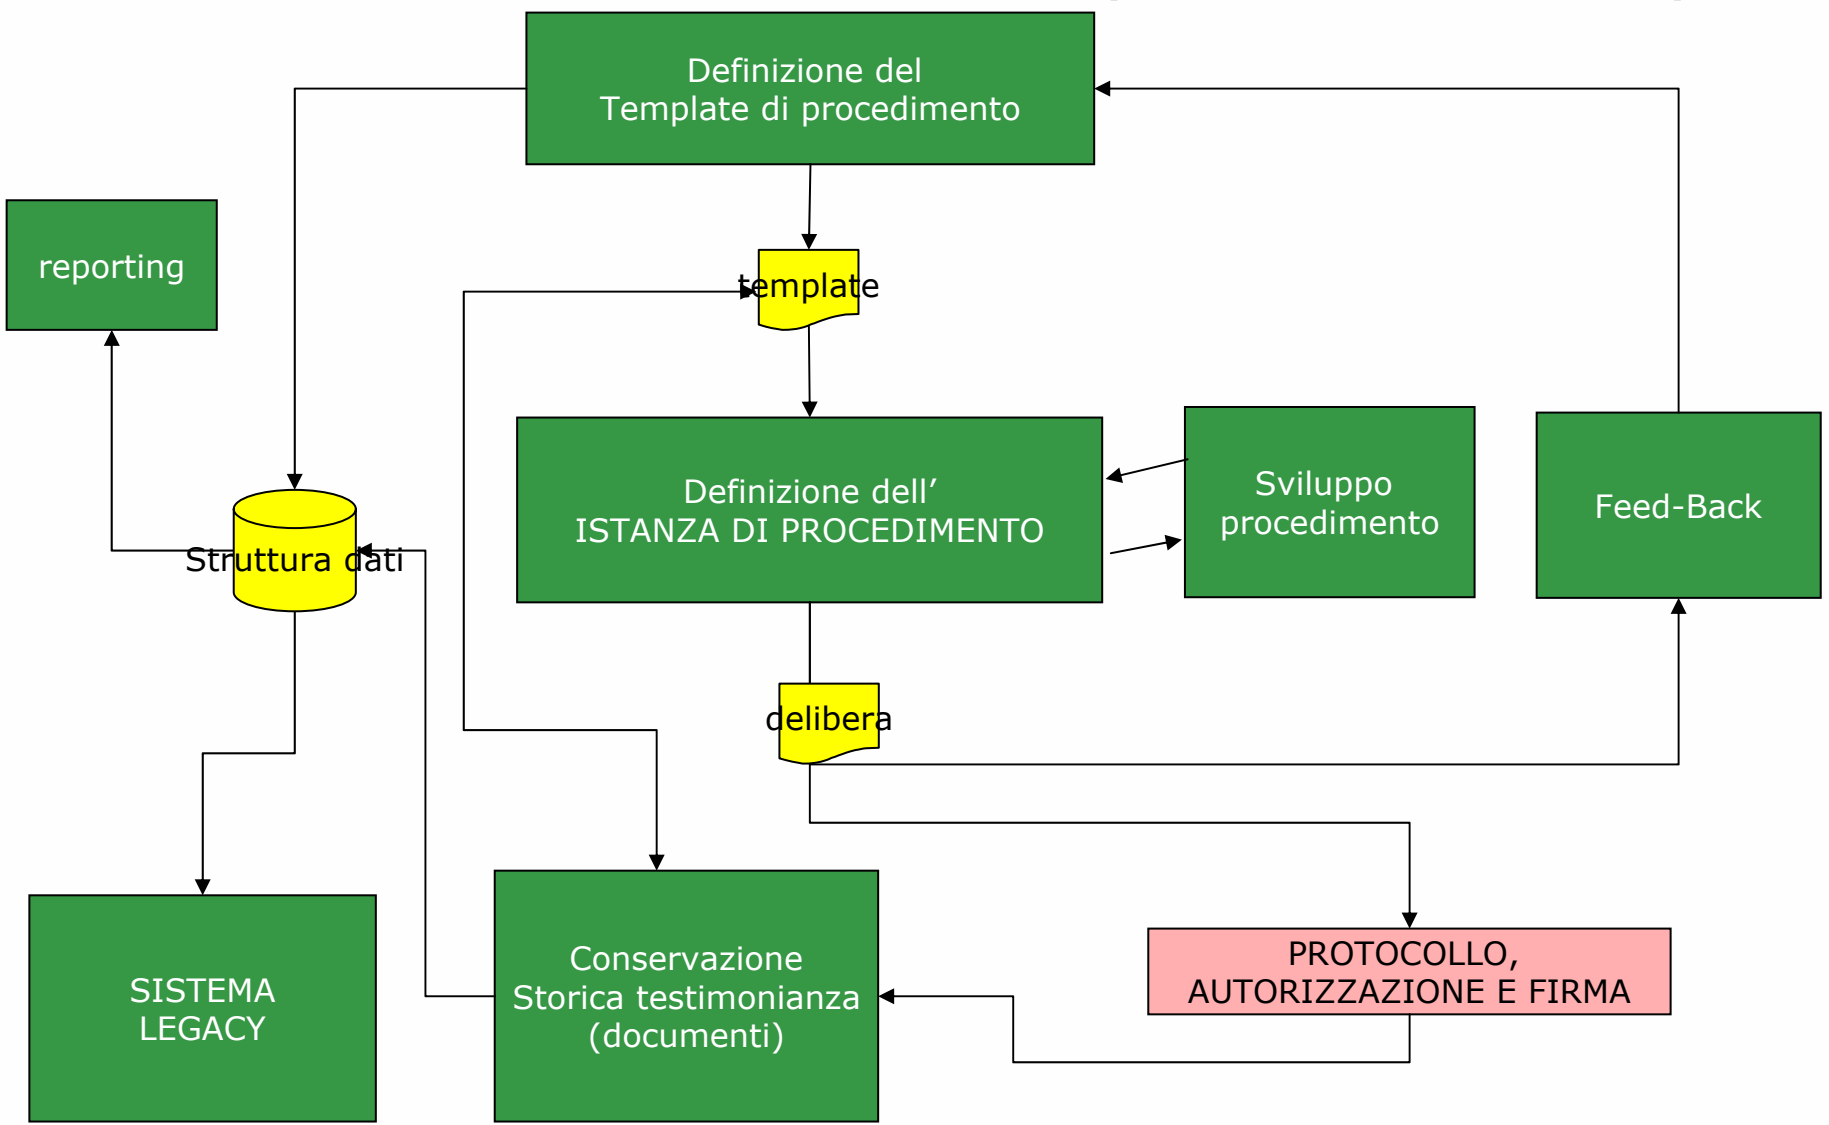 Definizione del
Template di procedimento
reporting
template
Definizione dell’
ISTANZA DI PROCEDIMENTO
Sviluppo
procedimento
Feed-Back
Struttura dati
delibera
SISTEMA
LEGACY
Conservazione
Storica testimonianza
(documenti)
PROTOCOLLO,
AUTORIZZAZIONE E FIRMA